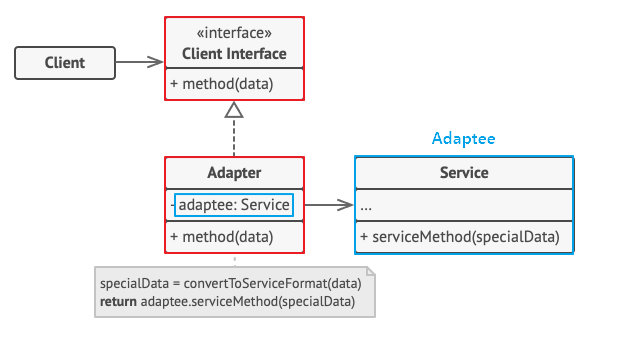 «interface»
Client Interface
Client
+ method(data)
Adaptee
Adapter
Service
- adaptee: Service
...
+ method(data)
+ serviceMethod(specialData)
specialData = convertToServiceFormat(data)
return adaptee.serviceMethod(specialData)